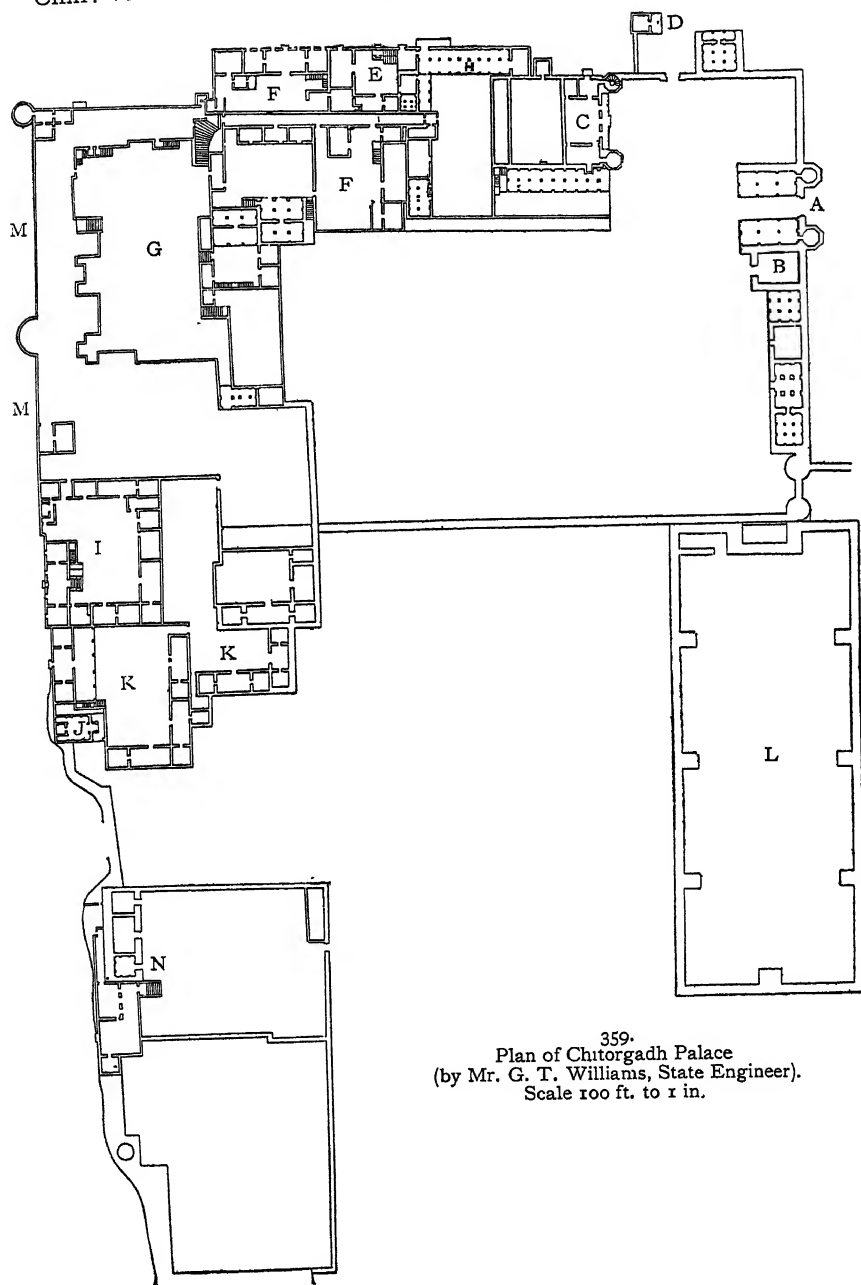 D
E
H
F
C
A
M
F
G
B
M
I
K
K
J
L
N
359.
Plan of Chitorgadh Palace
(by Mr. G. T. Williams, State Engineer).
Scale 100 ft. to 1 in.